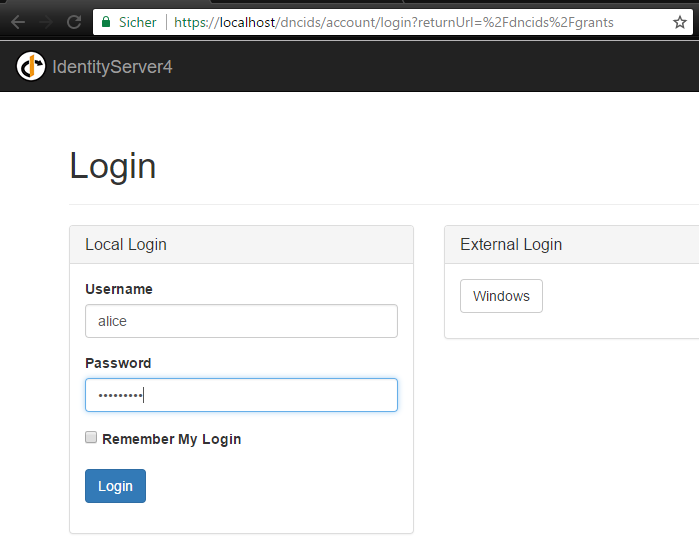 Sicher https://localhost/dncids/account/login?returnUrl=%2Fdncids%2Fgrants
IdentityServer4
Login
Local Login
Username
alice
Password
•••••••••
Remember My Login
Login
External Login
Windows